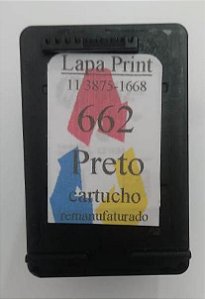 Lapa Print
11 3875-1668
662
Preto
cartucho
remanufaturado